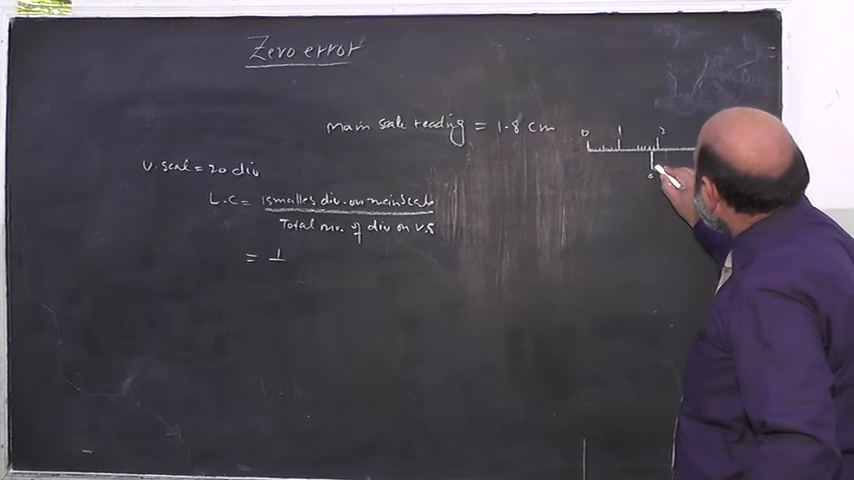 Zero error
main scale reading = 1.8 cm
0 1 2
0
V. scal = 20 div
L.C = 1 smalles div. on main Scale
Total no. of div on V.S
= 1